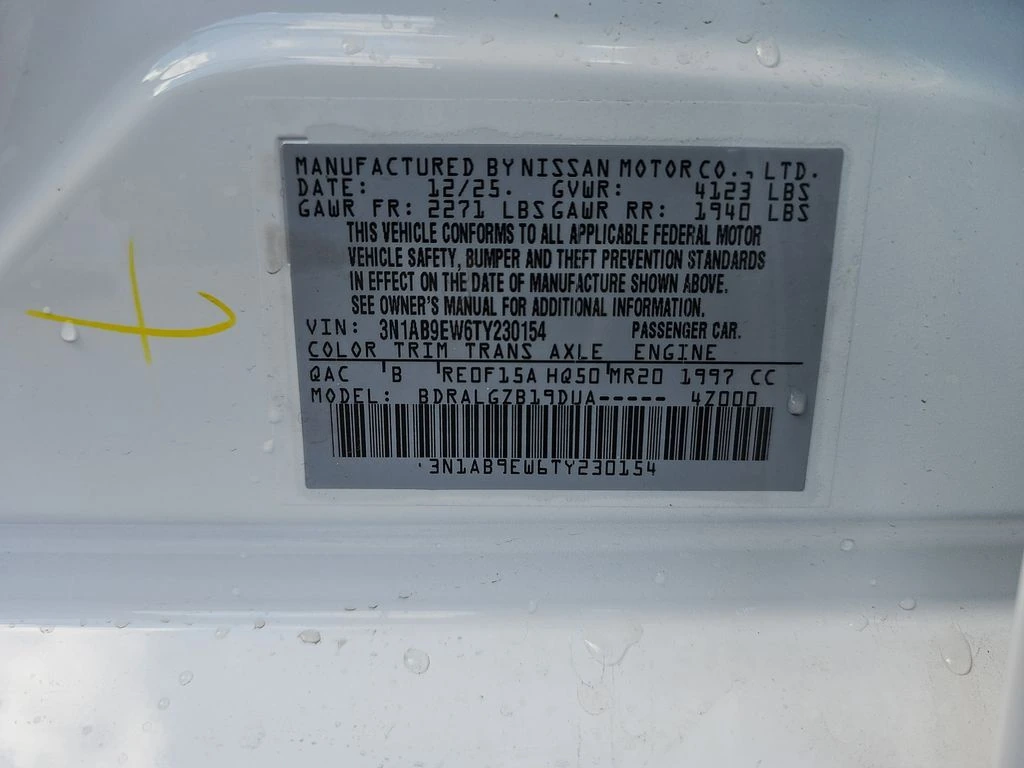 MANUFACTURED BY NISSAN MOTOR CO., LTD.
DATE: 12/25. GVWR: 4123 LBS
GAWR FR: 2271 LBS GAWR RR: 1940 LBS
THIS VEHICLE CONFORMS TO ALL APPLICABLE FEDERAL MOTOR
VEHICLE SAFETY, BUMPER AND THEFT PREVENTION STANDARDS
IN EFFECT ON THE DATE OF MANUFACTURE SHOWN ABOVE.
SEE OWNER'S MANUAL FOR ADDITIONAL INFORMATION.
VIN: 3N1AB9EW6TY230154 PASSENGER CAR.
COLOR TRIM TRANS AXLE ENGINE
QAC B RE0F15A HQ50 MR20 1997 CC
MODEL: BDRALGZB19DUA----- 4Z000
3N1AB9EW6TY230154